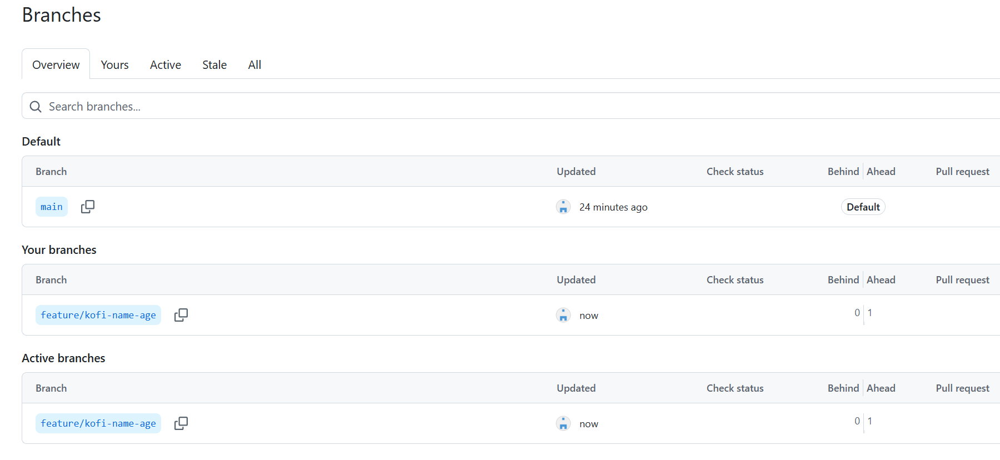 Branches
Overview Yours Active Stale All
Search branches...
Default
Branch Updated Check status Behind Ahead Pull request
main 24 minutes ago Default
Your branches
Branch Updated Check status Behind Ahead Pull request
feature/kofi-name-age now 0 1
Active branches
Branch Updated Check status Behind Ahead Pull request
feature/kofi-name-age now 0 1